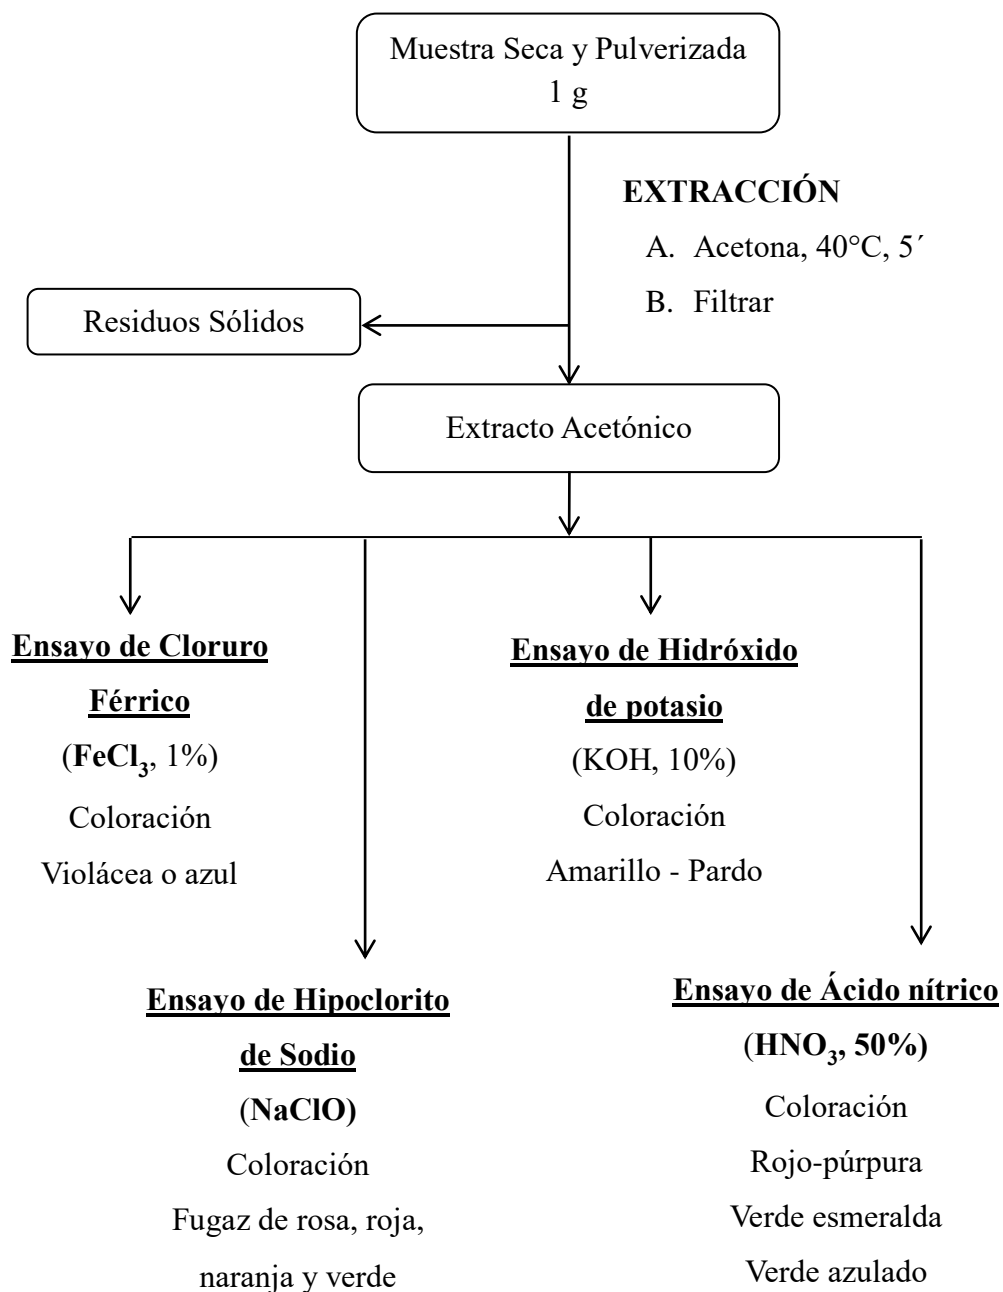 Muestra Seca y Pulverizada
1 g
EXTRACCIÓN
A. Acetona, 40°C, 5´
B. Filtrar
Residuos Sólidos
Extracto Acetónico
Ensayo de Cloruro
Férrico
(FeCl₃, 1%)
Coloración
Violácea o azul
Ensayo de Hidróxido
de potasio
(KOH, 10%)
Coloración
Amarillo - Pardo
Ensayo de Hipoclorito
de Sodio
(NaClO)
Coloración
Fugaz de rosa, roja,
naranja y verde
Ensayo de Ácido nítrico
(HNO₃, 50%)
Coloración
Rojo-púrpura
Verde esmeralda
Verde azulado